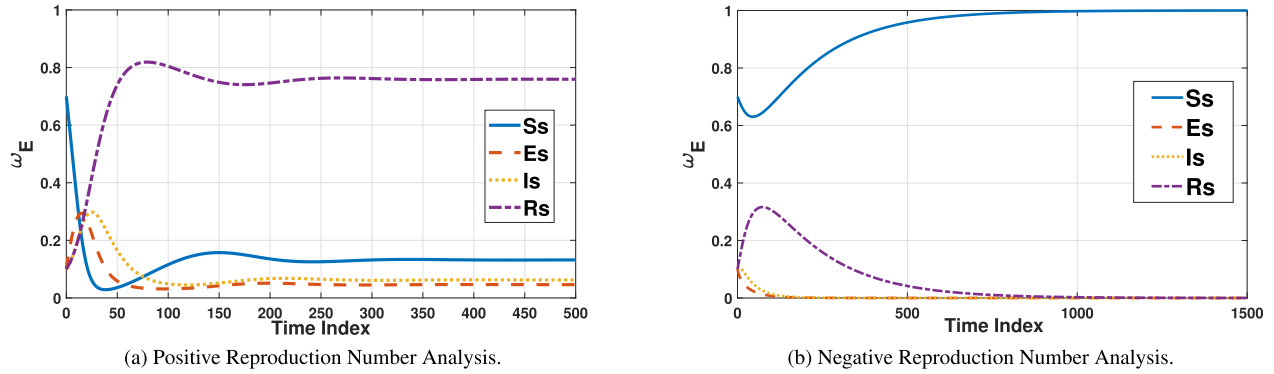 1
0.8
0.6
0.4
0.2
0
ωE
0 50 100 150 200 250 300 350 400 450 500
Time Index
Ss
Es
Is
Rs
(a) Positive Reproduction Number Analysis.
1
0.8
0.6
0.4
0.2
0
ωE
0 500 1000 1500
Time Index
Ss
Es
Is
Rs
(b) Negative Reproduction Number Analysis.